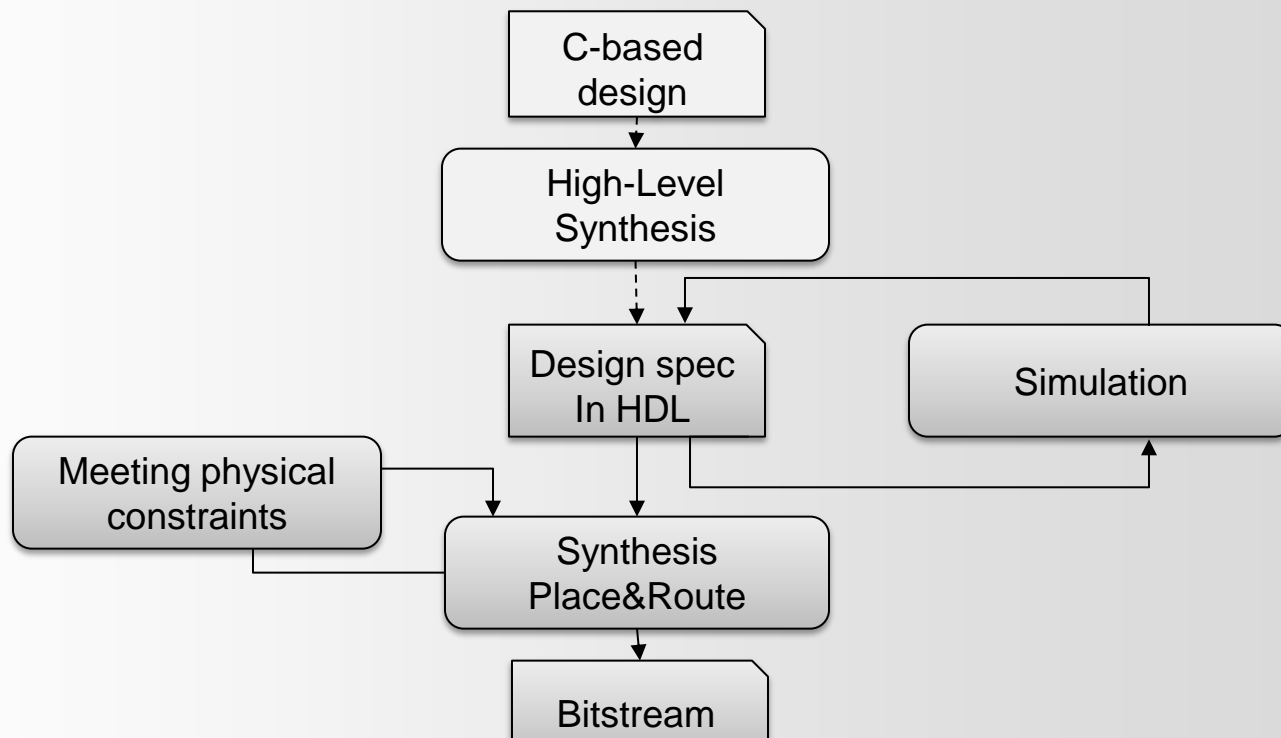 C-based
design
High-Level
Synthesis
Design spec
In HDL
Simulation
Meeting physical
constraints
Synthesis
Place&Route
Bitstream